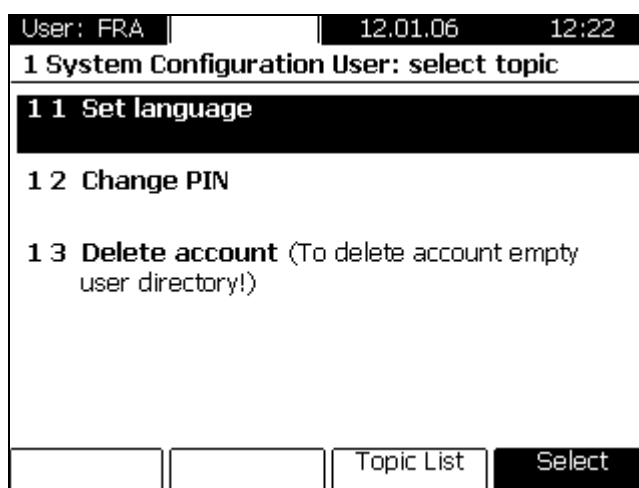 User: FRA 12.01.06 12:22
1 System Configuration User: select topic
1 1 Set language
1 2 Change PIN
1 3 Delete account (To delete account empty
user directory!)
Topic List Select